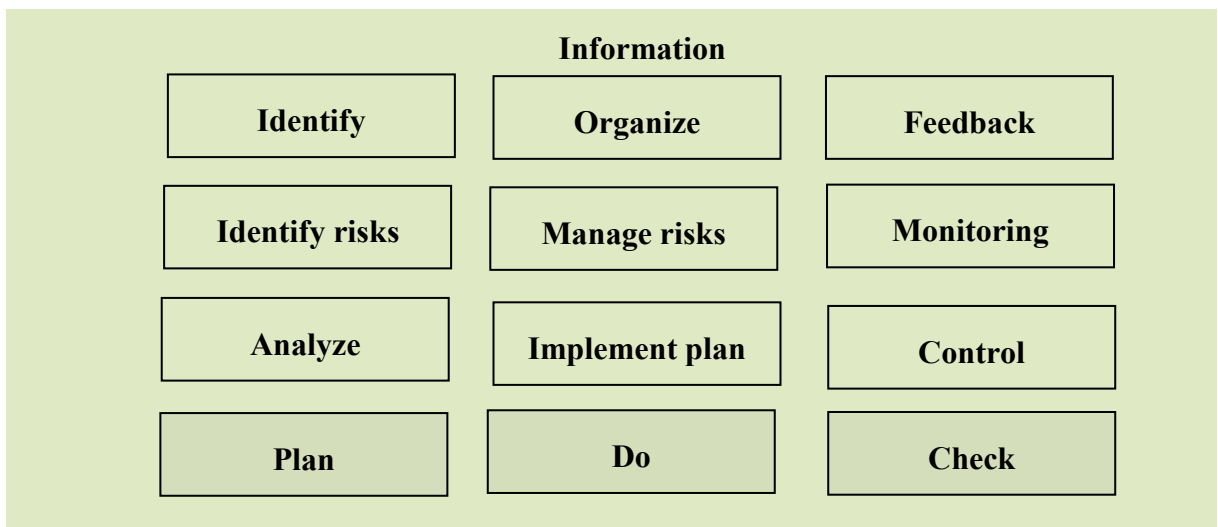 Information
Identify
Organize
Feedback
Identify risks
Manage risks
Monitoring
Analyze
Implement plan
Control
Plan
Do
Check